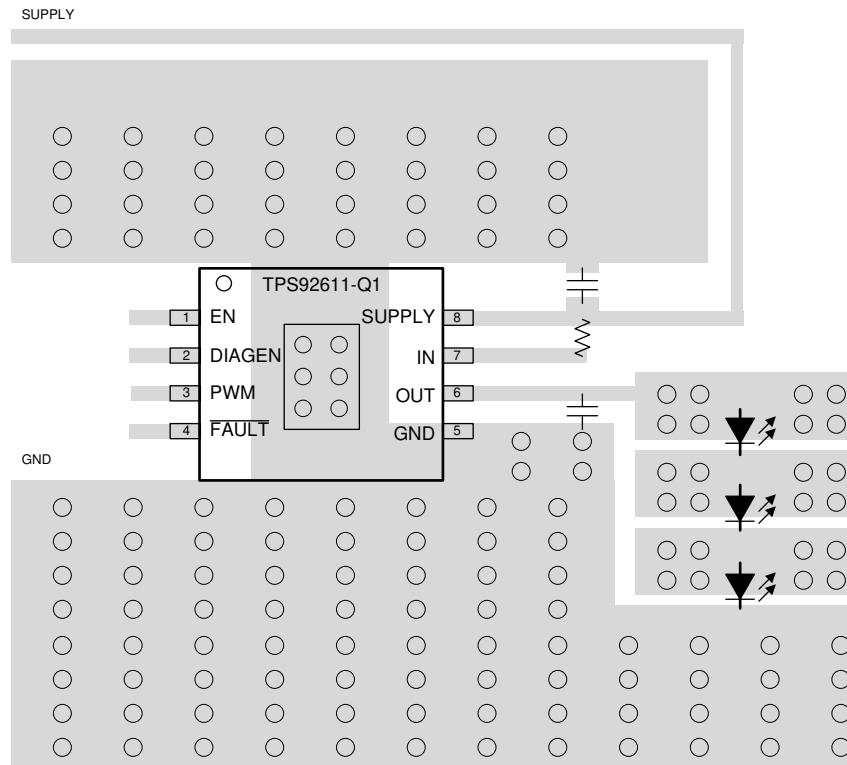 SUPPLY
TPS92611-Q1
1 EN
SUPPLY 8
2 DIAGEN
IN 7
3 PWM
OUT 6
4 FAULT
GND 5
GND